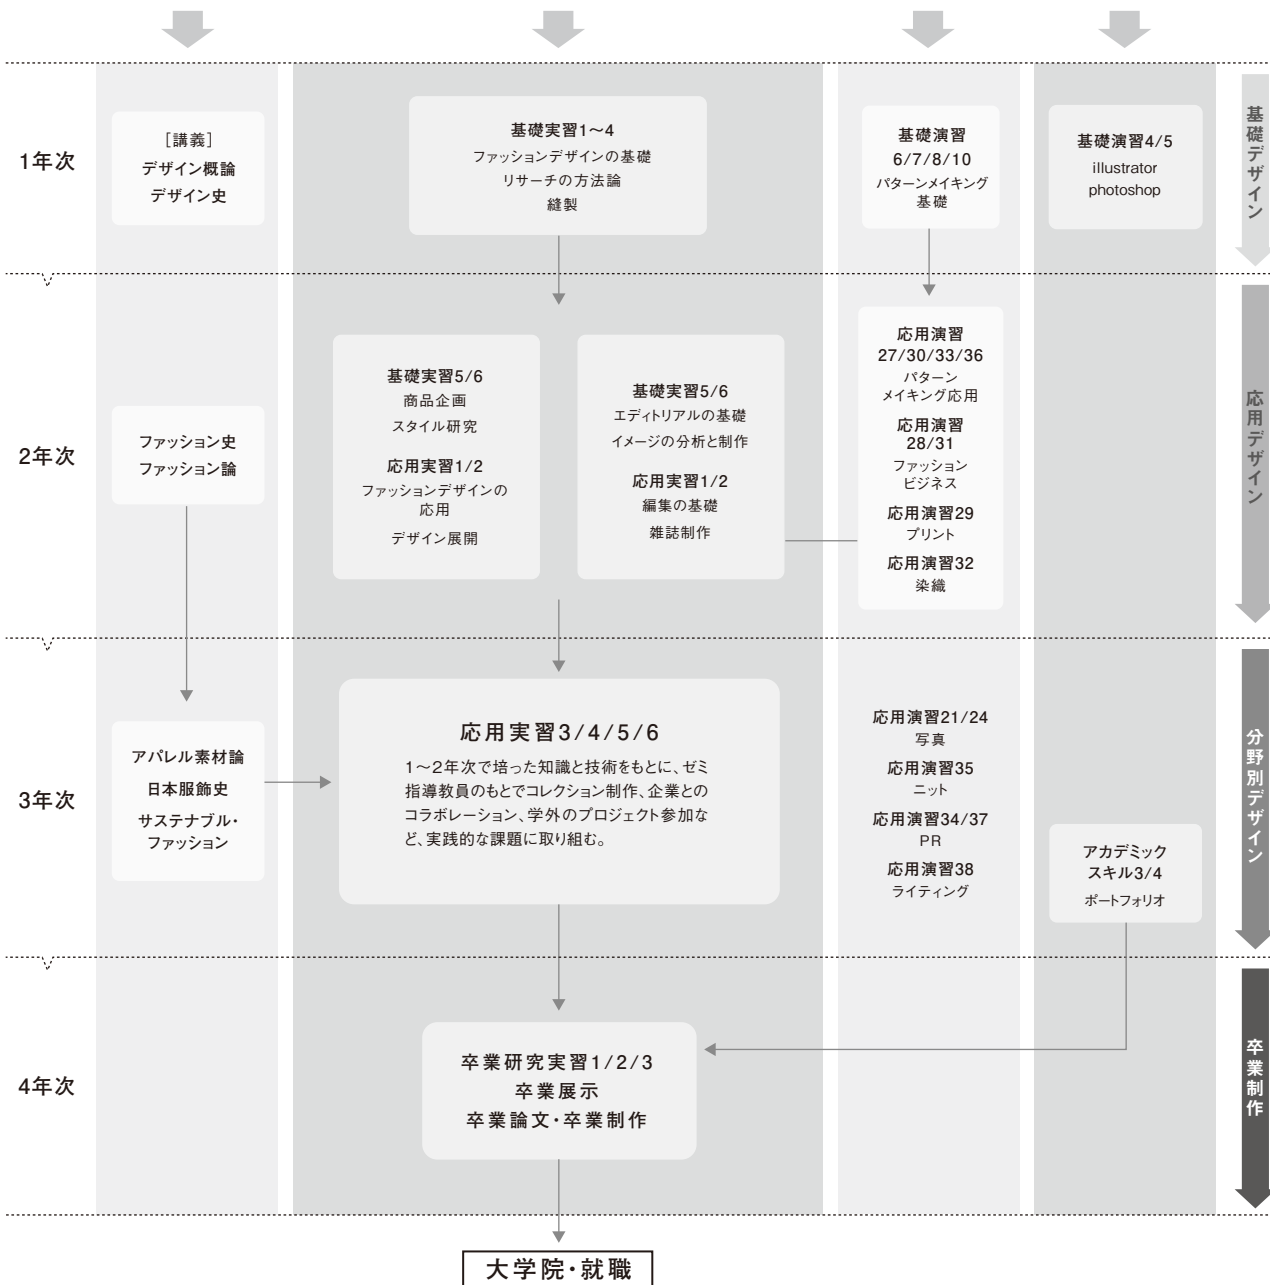 1年次
［講義］
デザイン概論
デザイン史
基礎実習1〜4
ファッションデザインの基礎
リサーチの方法論
縫製
基礎演習
6/7/8/10
パターンメイキング
基礎
基礎演習4/5
illustrator
photoshop
基礎デザイン
2年次
ファッション史
ファッション論
基礎実習5/6
商品企画
スタイル研究
応用実習1/2
ファッションデザインの
応用
デザイン展開
基礎実習5/6
エディトリアルの基礎
イメージの分析と制作
応用実習1/2
編集の基礎
雑誌制作
応用演習
27/30/33/36
パターン
メイキング応用
応用演習
28/31
ファッション
ビジネス
応用演習29
プリント
応用演習32
染織
応用デザイン
3年次
アパレル素材論
日本服飾史
サステナブル・
ファッション
応用実習3/4/5/6
1〜2年次で培った知識と技術をもとに、ゼミ
指導教員のもとでコレクション制作、企業との
コラボレーション、学外のプロジェクト参加な
ど、実践的な課題に取り組む。
応用演習21/24
写真
応用演習35
ニット
応用演習34/37
PR
応用演習38
ライティング
アカデミック
スキル3/4
ポートフォリオ
分野別デザイン
4年次
卒業研究実習1/2/3
卒業展示
卒業論文・卒業制作
卒業制作
大学院・就職